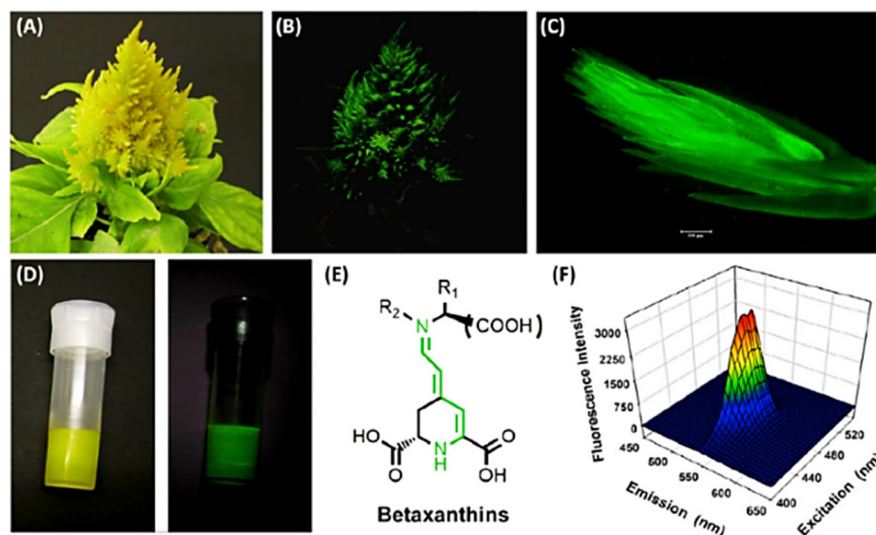 (A)
(B)
(C)
(D)
(E)
R1
R2
N
(COOH)
HO
O
N
H
O
OH
Betaxanthins
(F)
Fluorescence Intensity
3000
2250
1500
750
0
450
500
550
600
650
Emission (nm)
400
440
480
520
Excitation (nm)